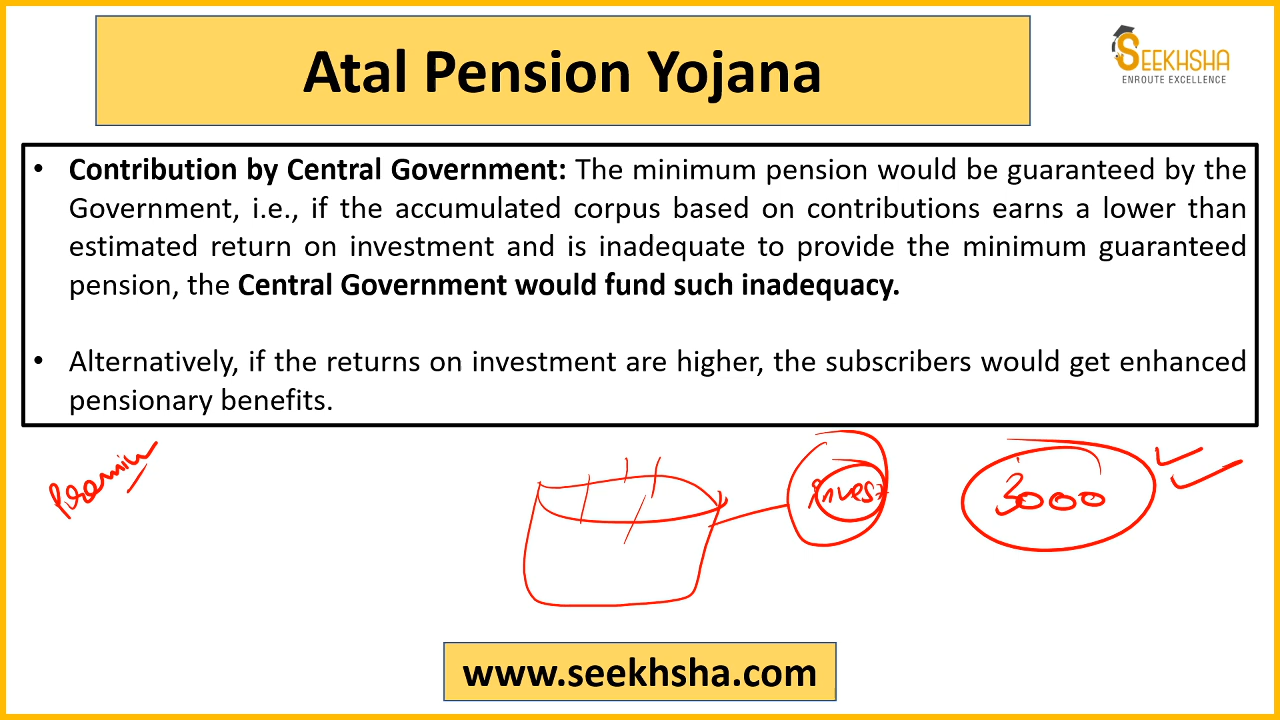 Atal Pension Yojana
SEEKHSHA
ENROUTE EXCELLENCE
• Contribution by Central Government: The minimum pension would be guaranteed by the
Government, i.e., if the accumulated corpus based on contributions earns a lower than
estimated return on investment and is inadequate to provide the minimum guaranteed
pension, the Central Government would fund such inadequacy.
• Alternatively, if the returns on investment are higher, the subscribers would get enhanced
pensionary benefits.
invest
3000
www.seekhsha.com